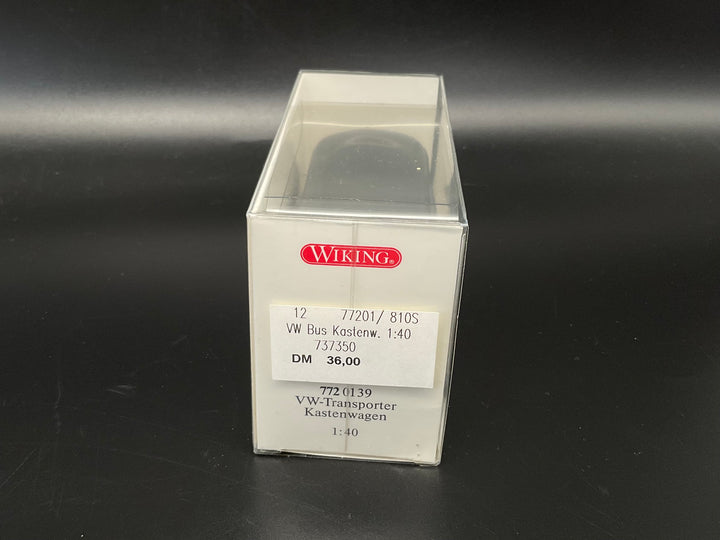 WIKING®
12 77201/ 810S
VW Bus Kastenw. 1:40
737350
DM 36,00
772 0139
VW-Transporter
Kastenwagen
1:40